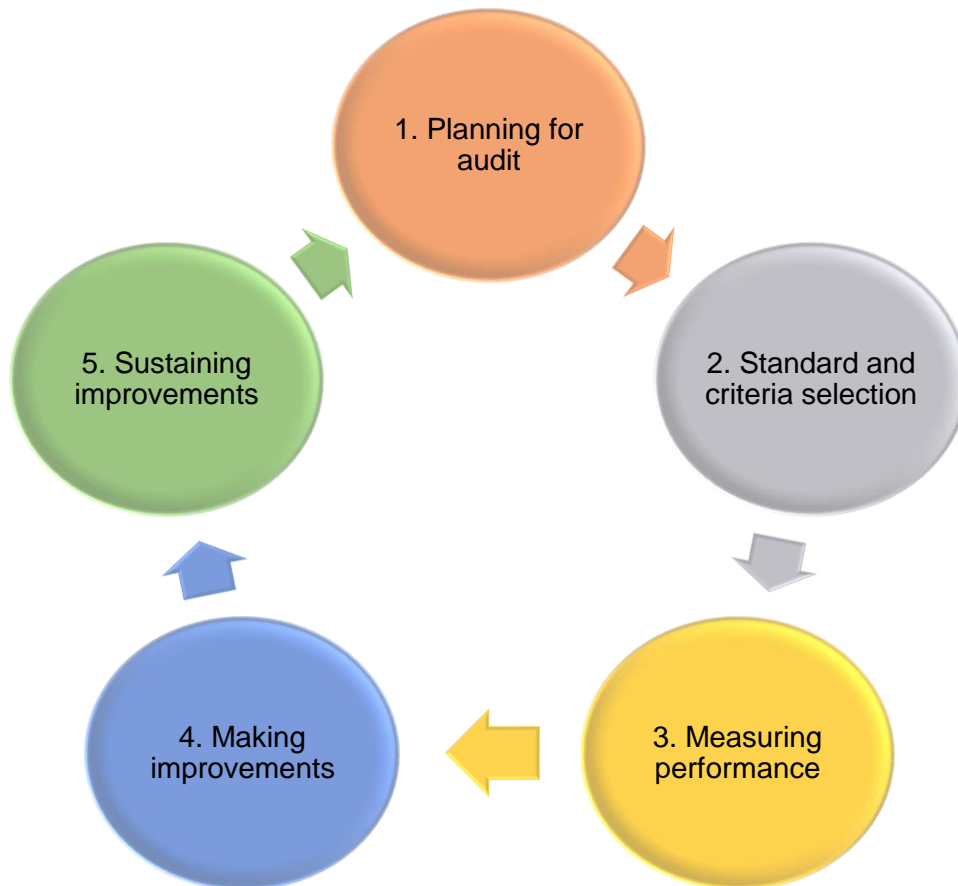 1. Planning for
audit
2. Standard and
criteria selection
3. Measuring
performance
4. Making
improvements
5. Sustaining
improvements